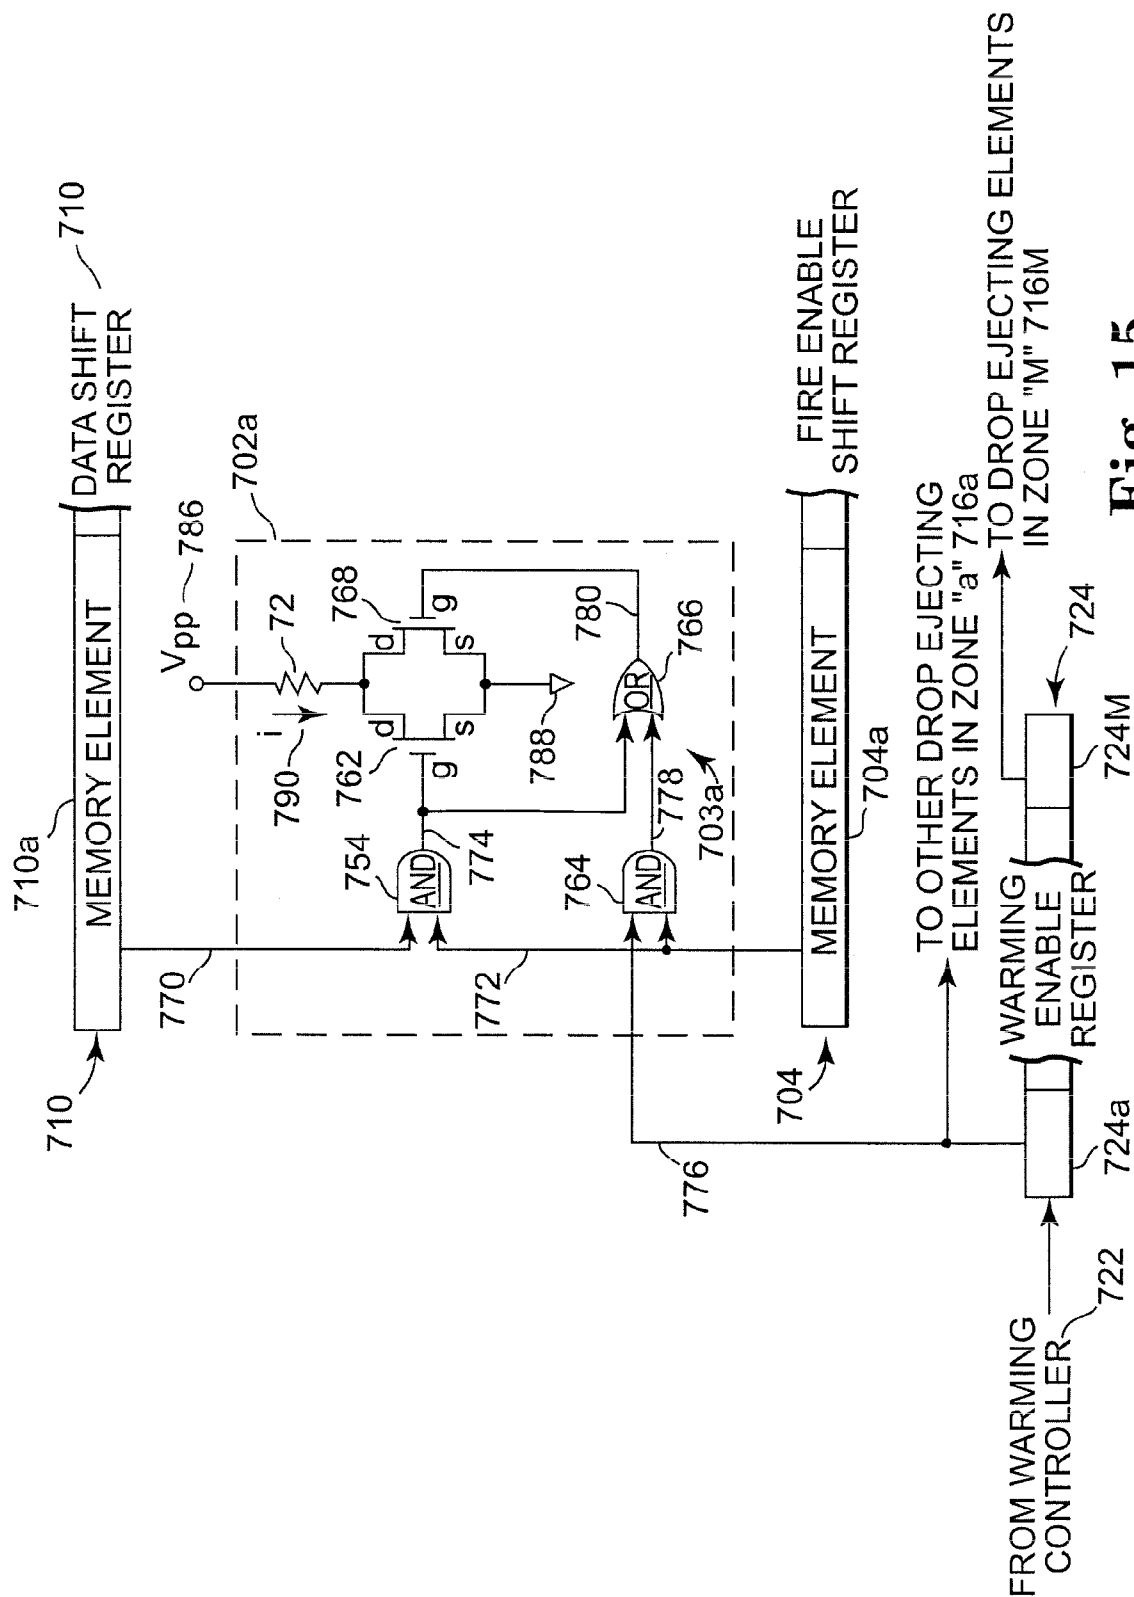 710a
710
MEMORY ELEMENT
DATA SHIFT
REGISTER
710
770
Vpp
786
72
i
790
702a
762
d
d
768
g
s
s
g
754
AND
774
788
780
772
764
AND
778
OR
766
703a
776
704
MEMORY ELEMENT
704a
FIRE ENABLE
SHIFT REGISTER
TO OTHER DROP EJECTING
ELEMENTS IN ZONE "a" 716a
TO DROP EJECTING ELEMENTS
IN ZONE "M" 716M
FROM WARMING
CONTROLLER
722
724a
WARMING
ENABLE
REGISTER
724M
724
Fig. 15